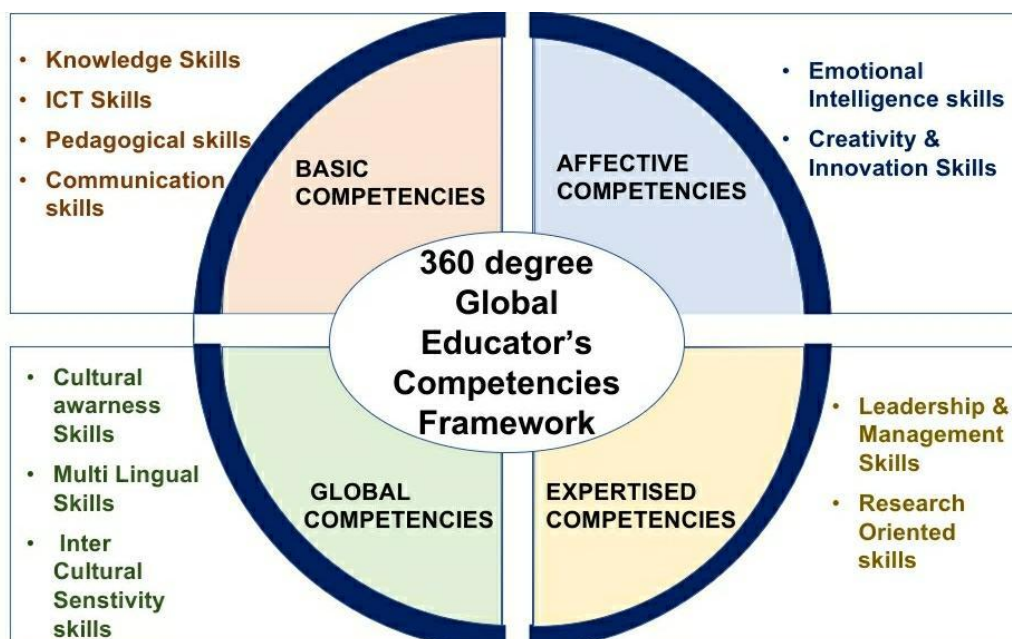 • Knowledge Skills
• ICT Skills
• Pedagogical skills
• Communication
skills
BASIC
COMPETENCIES
AFFECTIVE
COMPETENCIES
• Emotional
Intelligence skills
• Creativity &
Innovation Skills
360 degree
Global
Educator’s
Competencies
Framework
• Cultural
awarness
Skills
• Multi Lingual
Skills
• Inter
Cultural
Senstivity
skills
GLOBAL
COMPETENCIES
EXPERTISED
COMPETENCIES
• Leadership &
Management
Skills
• Research
Oriented
skills